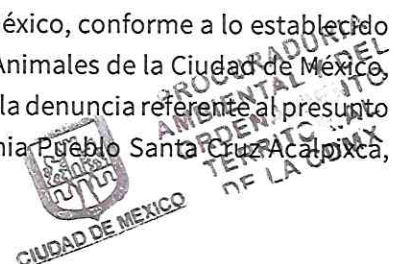 éxico, conforme a lo establecido
Animales de la Ciudad de México,
la denuncia referente al presunto
nia Pueblo Santa Cruz Acalpixca,
PROCURADURIA
AMBIENTAL Y DEL
ORDENAMIENTO
TERRITORIAL
DE LA CDMX
CIUDAD DE MEXICO